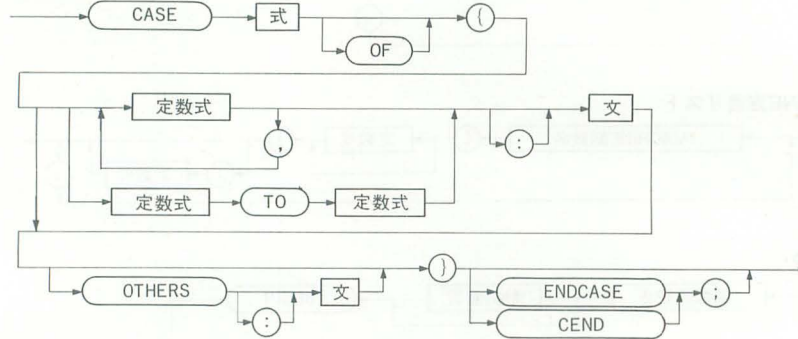 CASE 式 {
OF
定数式 文
, :
定数式 TO 定数式
}
OTHERS 文 ENDCASE ;
: CEND